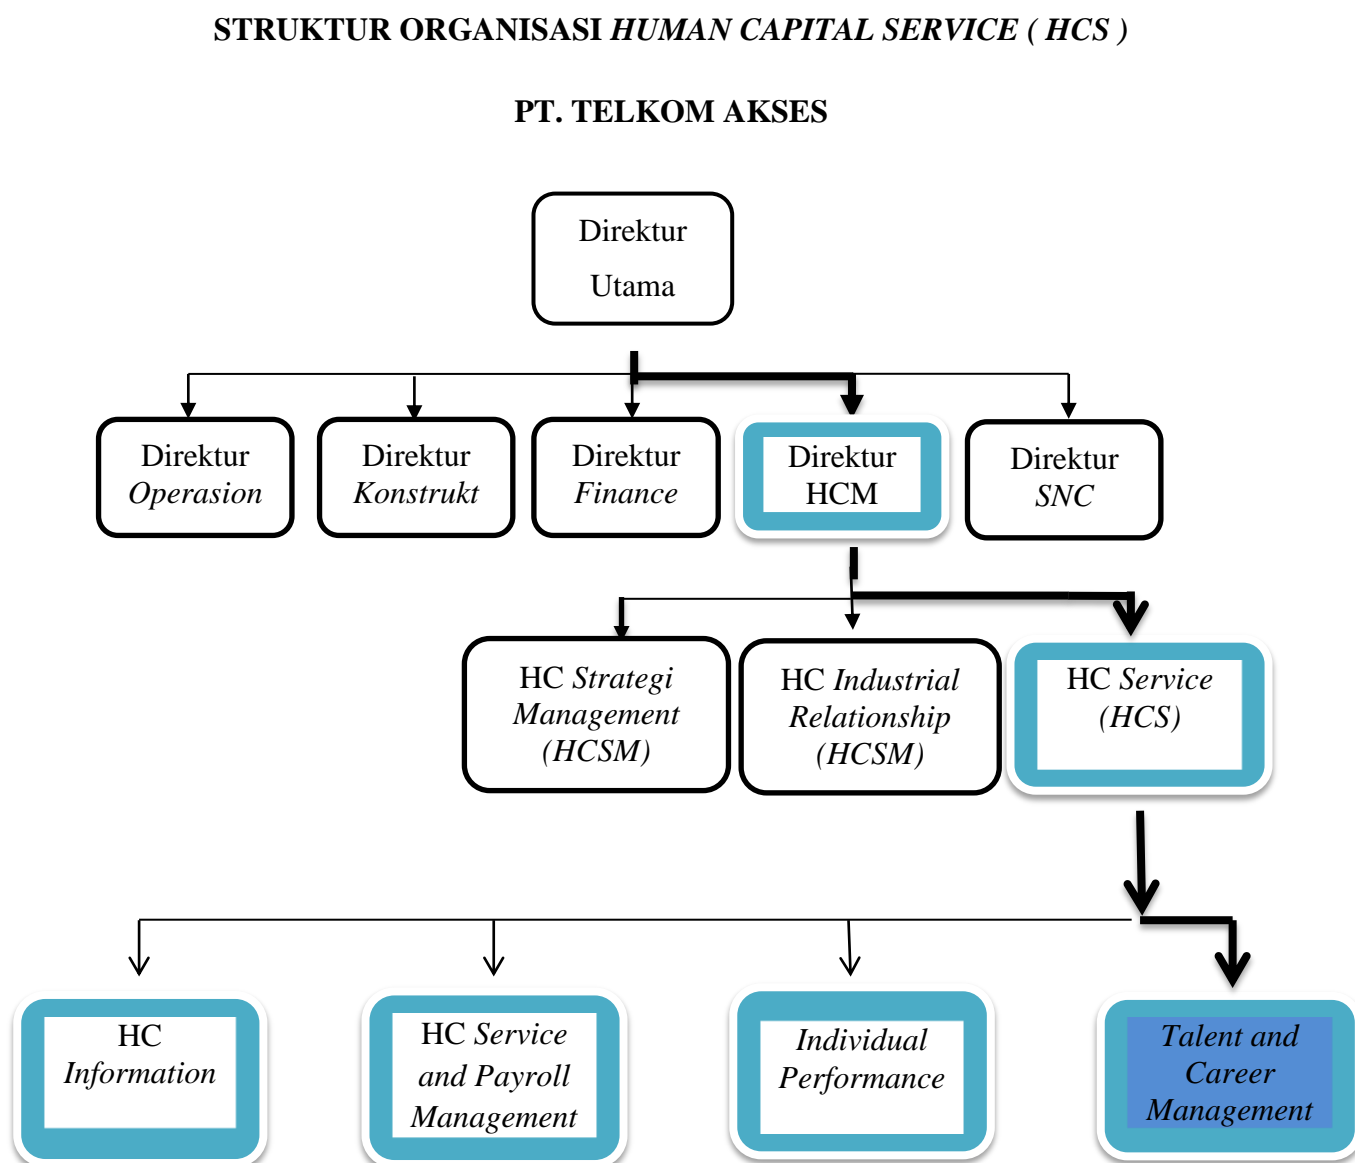 STRUKTUR ORGANISASI HUMAN CAPITAL SERVICE ( HCS )
PT. TELKOM AKSES
Direktur
Utama
Direktur
Operasion
Direktur
Konstrukt
Direktur
Finance
Direktur
HCM
Direktur
SNC
HC Strategi
Management
(HCSM)
HC Industrial
Relationship
(HCSM)
HC Service
(HCS)
HC
Information
HC Service
and Payroll
Management
Individual
Performance
Talent and
Career
Management